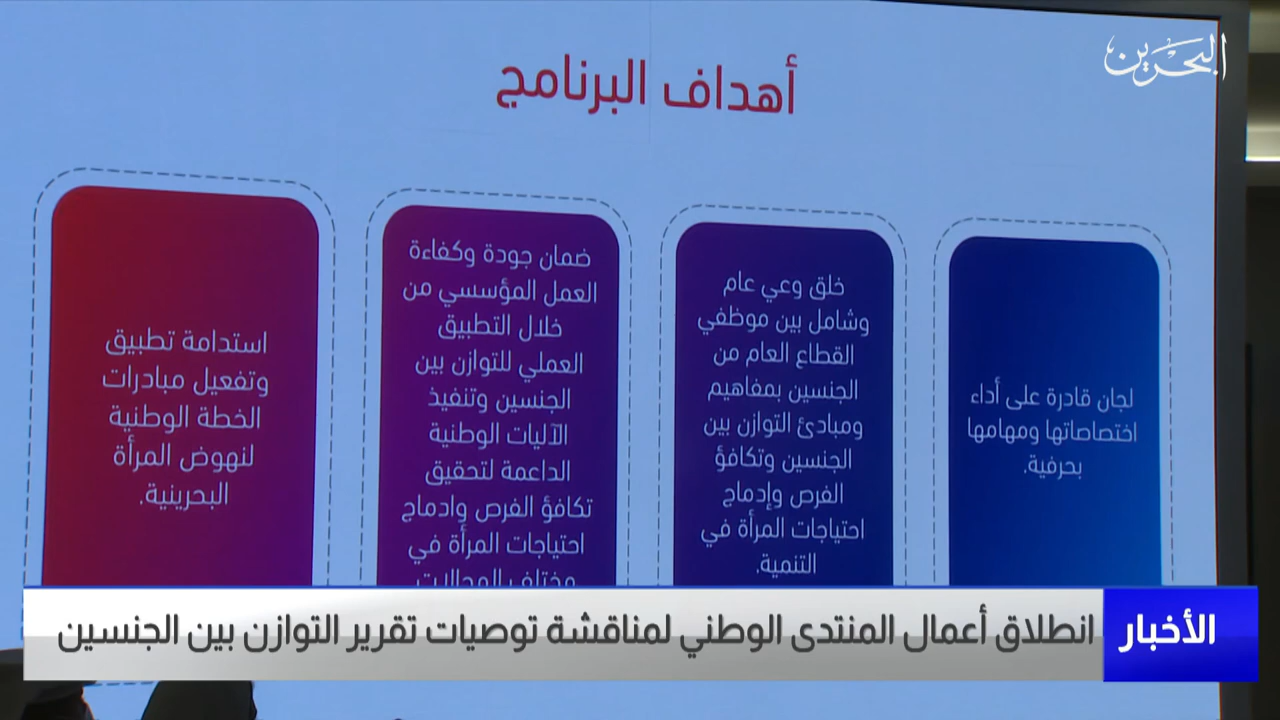 البحرين
أهداف البرنامج
لجان قادرة على أداء
اختصاصاتها ومهامها
بحرفية.
خلق وعي عام
وشامل بين موظفي
القطاع العام من
الجنسين بمفاهيم
ومبادئ التوازن بين
الجنسين وتكافؤ
الفرص وإدماج
احتياجات المرأة في
التنمية.
ضمان جودة وكفاءة
العمل المؤسسي من
خلال التطبيق
العملي للتوازن بين
الجنسين وتنفيذ
الآليات الوطنية
الداعمة لتحقيق
تكافؤ الفرص وادماج
احتياجات المرأة في
مختلف المجالات
استدامة تطبيق
وتفعيل مبادرات
الخطة الوطنية
لنهوض المرأة
البحرينية.
الأخبار
انطلاق أعمال المنتدى الوطني لمناقشة توصيات تقرير التوازن بين الجنسين